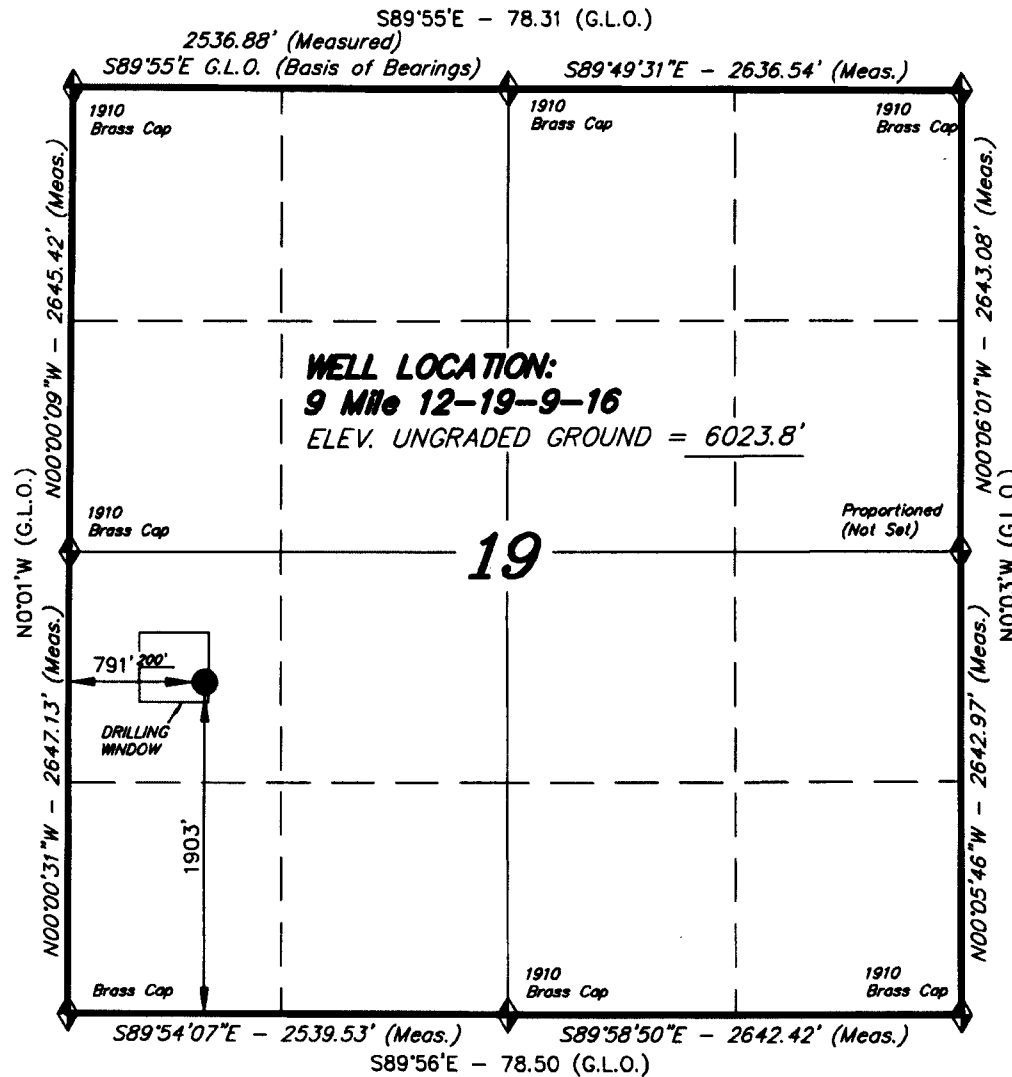 S89°55'E - 78.31 (G.L.O.)
2536.88' (Measured)
S89°55'E G.L.O. (Basis of Bearings)
S89°49'31"E - 2636.54' (Meas.)
1910
Brass Cap
1910
Brass Cap
1910
Brass Cap
N00°00'09"W - 2645.42' (Meas.)
N00°06'01"W - 2643.08' (Meas.)
WELL LOCATION:
9 Mile 12-19-9-16
ELEV. UNGRADED GROUND = 6023.8'
N0°01'W (G.L.O.)
1910
Brass Cap
Proportioned
(Not Set)
N0°03'W (G.L.O.)
19
N00°00'31"W - 2647.13' (Meas.)
N00°05'46"W - 2642.97' (Meas.)
791'
200'
DRILLING
WINDOW
1903'
Brass Cap
1910
Brass Cap
1910
Brass Cap
S89°54'07"E - 2539.53' (Meas.)
S89°58'50"E - 2642.42' (Meas.)
S89°56'E - 78.50 (G.L.O.)